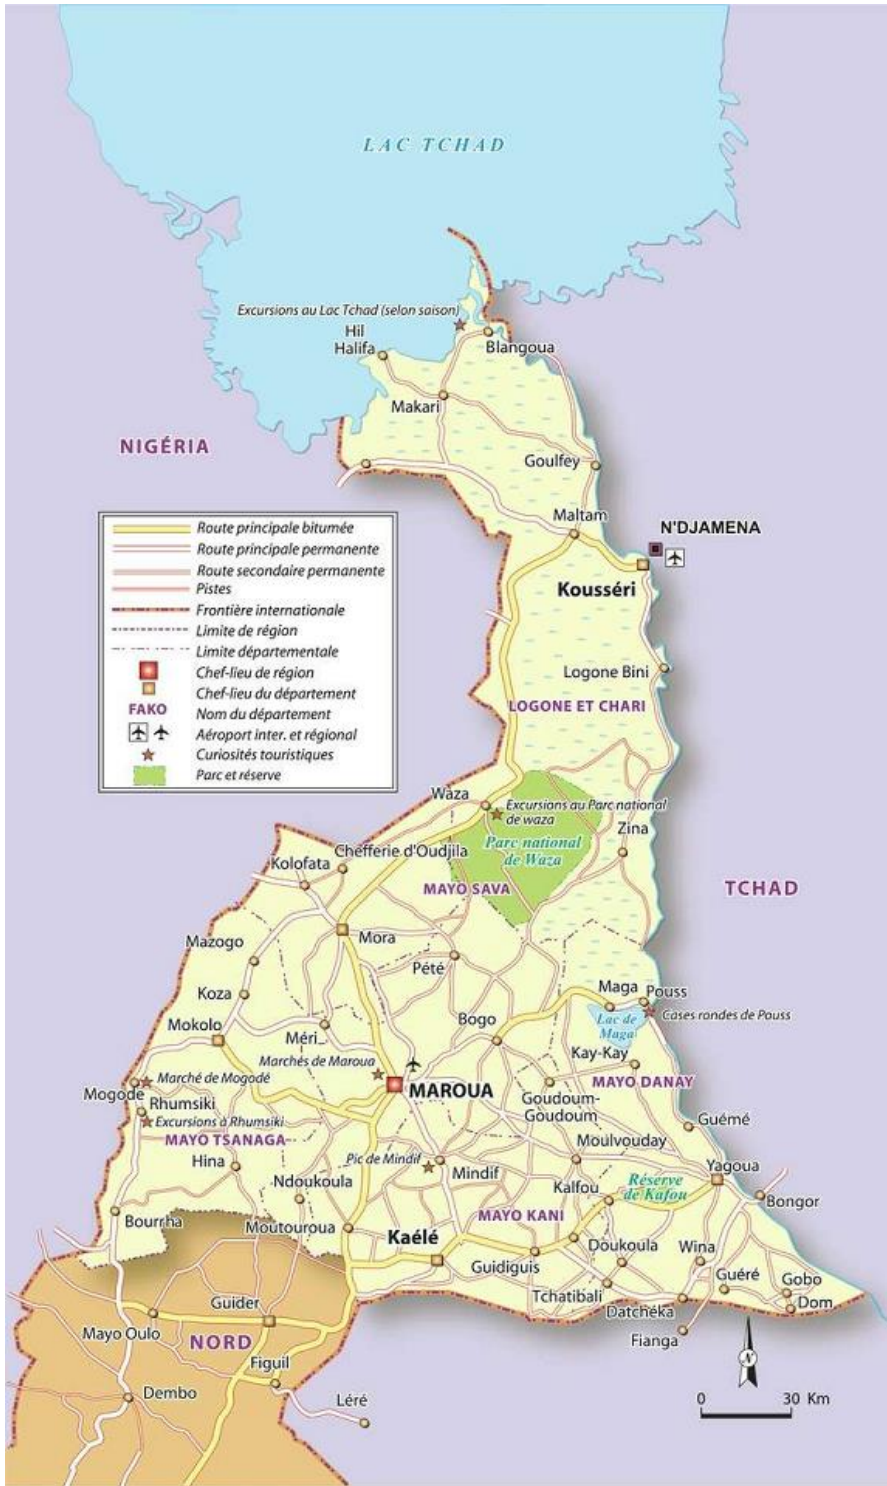 LAC TCHAD
Excursions au Lac Tchad (selon saison)
Hil
Halifa
Blangoua
Makari
NIGÉRIA
Goulfey
Maltam
N'DJAMENA
Kousséri
Route principale bitumée
Route principale permanente
Route secondaire permanente
Pistes
Frontière internationale
Limite de région
Limite départementale
Chef-lieu de région
Chef-lieu du département
FAKO
Nom du département
Aéroport inter. et régional
Curiosités touristiques
Parc et réserve
Logone Bini
LOGONE ET CHARI
Waza
Excursions au Parc national
de waza
Parc national
de Waza
Zina
Chefferie d'Oudjila
Kolofata
MAYO SAVA
TCHAD
Mora
Mazogo
Pété
Koza
Maga
Pouss
Cases rondes de Pouss
Lac de
Maga
Mokolo
Méri
Bogo
Kay-Kay
Marchés de Maroua
MAROUA
MAYO DANAY
Marché de Mogodé
Mogode
Rhumsiki
Excursions à Rhumsiki
Goudoum-
Goudoum
Guémé
MAYO TSANAGA
Moulvouday
Hina
Pic de Mindif
Mindif
Yagoua
Réserve
de Kafou
Ndoukoula
Kalfou
Bongor
Bourrha
Moutouroua
Kaélé
MAYO KANI
Guidiguis
Doukoula
Wina
Guéré
Gobo
Tchatibali
Datchéka
Dom
Guider
Mayo Oulo
NORD
Fianga
N
Figuil
Dembo
Léré
0 30 Km